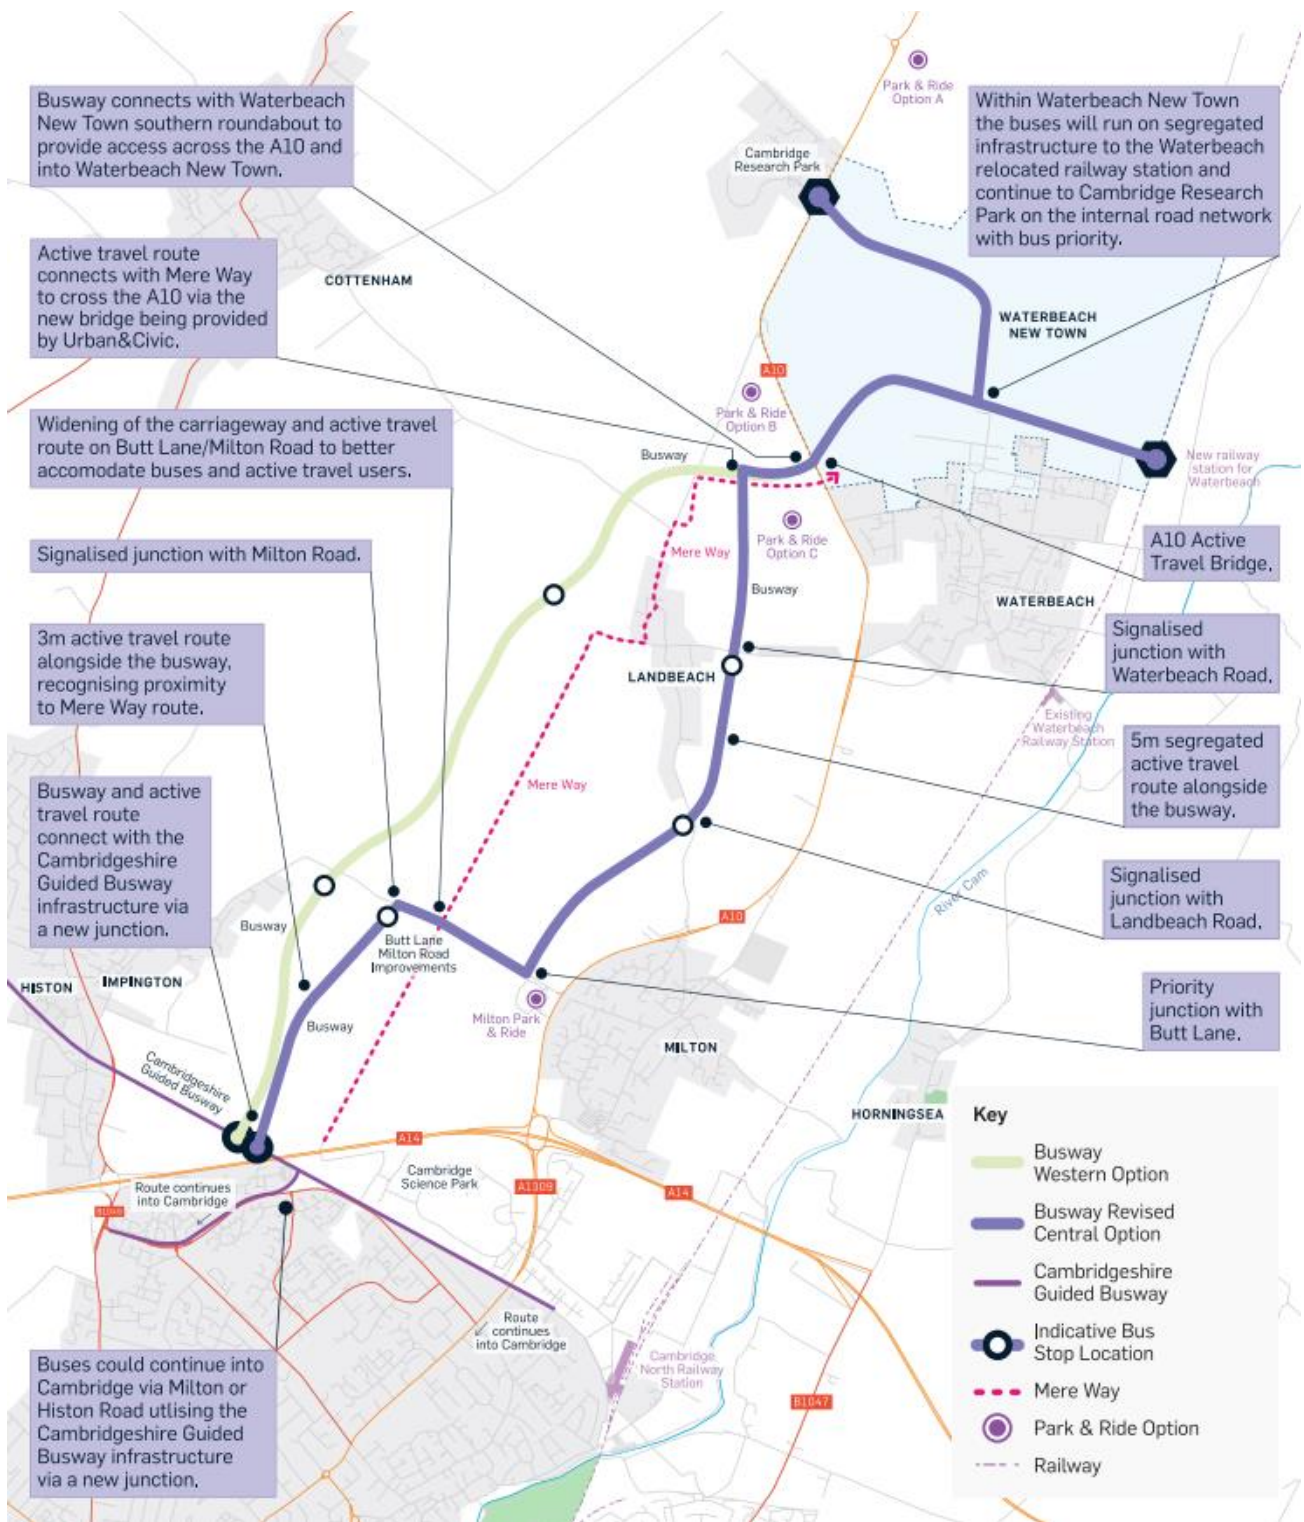 Busway connects with Waterbeach
New Town southern roundabout to
provide access across the A10 and
into Waterbeach New Town.
Active travel route
connects with Mere Way
to cross the A10 via the
new bridge being provided
by Urban&Civic.
Widening of the carriageway and active travel
route on Butt Lane/Milton Road to better
accomodate buses and active travel users.
Signalised junction with Milton Road.
3m active travel route
alongside the busway,
recognising proximity
to Mere Way route.
Busway and active
travel route
connect with the
Cambridgeshire
Guided Busway
infrastructure via
a new junction.
Buses could continue into
Cambridge via Milton or
Histon Road utlising the
Cambridgeshire Guided
Busway infrastructure
via a new junction.
Park & Ride
Option A
Cambridge
Research Park
COTTENHAM
WATERBEACH
NEW TOWN
A10
Park & Ride
Option B
Busway
New railway
station for
Waterbeach
Park & Ride
Option C
Mere Way
Busway
WATERBEACH
LANDBEACH
Existing
Waterbeach
Railway Station
Mere Way
River Cam
A10
Busway
Butt Lane
Milton Road
Improvements
HISTON
IMPINGTON
Busway
Milton Park
& Ride
MILTON
Cambridgeshire
Guided Busway
HORNINGSEA
A14
Cambridge
Science Park
A1309
A14
Route continues
into Cambridge
B1049
Route
continues
into Cambridge
Cambridge
North Railway
Station
B1047
Within Waterbeach New Town
the buses will run on segregated
infrastructure to the Waterbeach
relocated railway station and
continue to Cambridge Research
Park on the internal road network
with bus priority.
A10 Active
Travel Bridge.
Signalised
junction with
Waterbeach Road.
5m segregated
active travel
route alongside
the busway.
Signalised
junction with
Landbeach Road.
Priority
junction with
Butt Lane.
Key
Busway
Western Option
Busway Revised
Central Option
Cambridgeshire
Guided Busway
Indicative Bus
Stop Location
Mere Way
Park & Ride Option
Railway